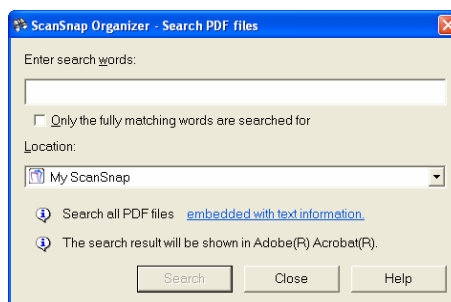 ScanSnap Organizer - Search PDF files
Enter search words:
Only the fully matching words are searched for
Location:
My ScanSnap
Search all PDF files embedded with text information.
The search result will be shown in Adobe(R) Acrobat(R).
Search Close Help